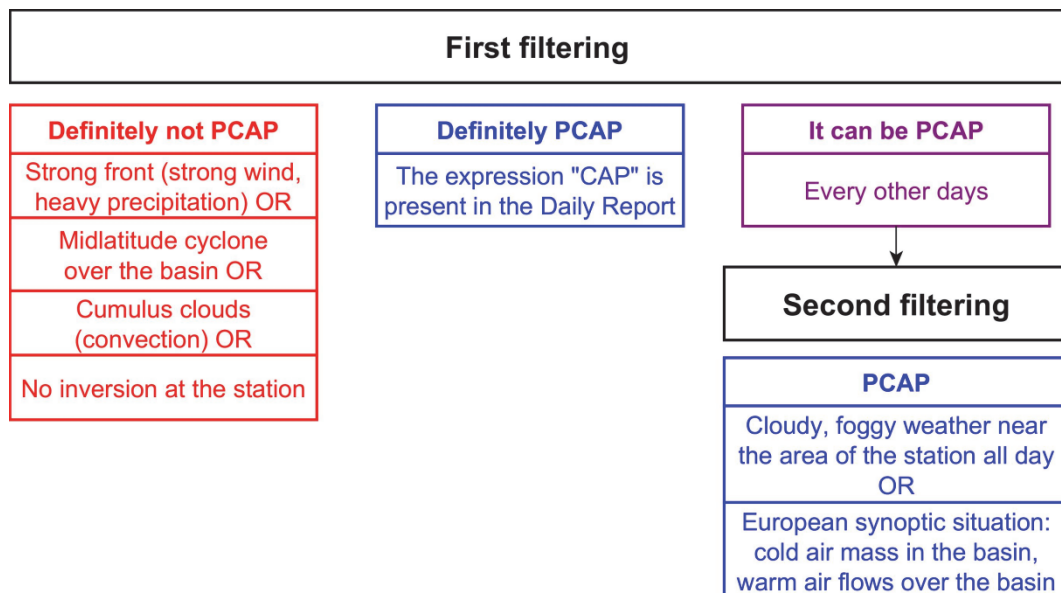 First filtering
Definitely not PCAP
Strong front (strong wind,
heavy precipitation) OR
Midlatitude cyclone
over the basin OR
Cumulus clouds
(convection) OR
No inversion at the station
Definitely PCAP
The expression "CAP" is
present in the Daily Report
It can be PCAP
Every other days
Second filtering
PCAP
Cloudy, foggy weather near
the area of the station all day
OR
European synoptic situation:
cold air mass in the basin,
warm air flows over the basin